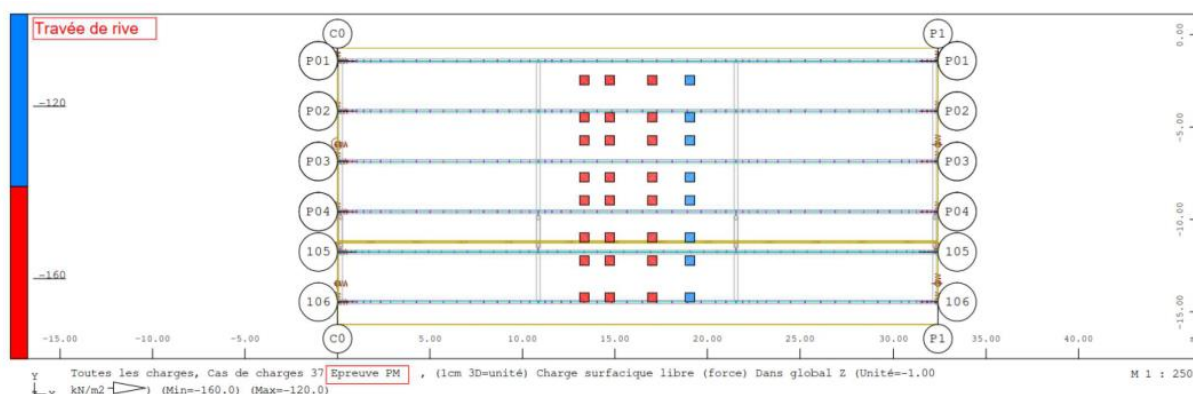 Travée de rive
C0 P1
0.00
P01 P01
-120
P02 P02
-5.00
P03 P03
P04 P04
-10.00
105 105
-160
106 106
-15.00
C0 P1
-15.00 -10.00 -5.00 5.00 10.00 15.00 20.00 25.00 30.00 35.00 40.00
Y Toutes les charges, Cas de charges 37 Epreuve PM , (1cm 3D=unité) Charge surfacique libre (force) Dans global Z (Unité=-1.00 M 1 : 250
X kN/m2 ) (Min=-160.0) (Max=-120.0)